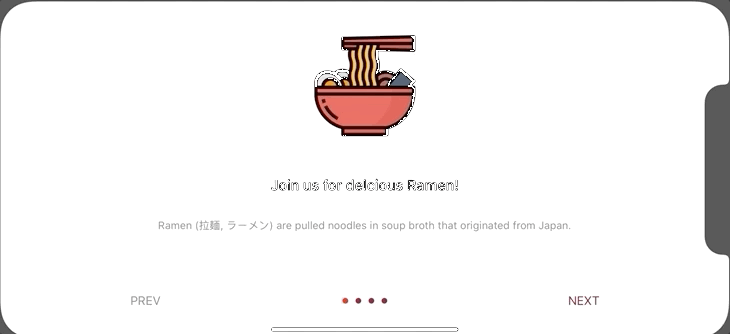 Join us for delcious Ramen!
Ramen (拉麺, ラーメン) are pulled noodles in soup broth that originated from Japan.
PREV
NEXT